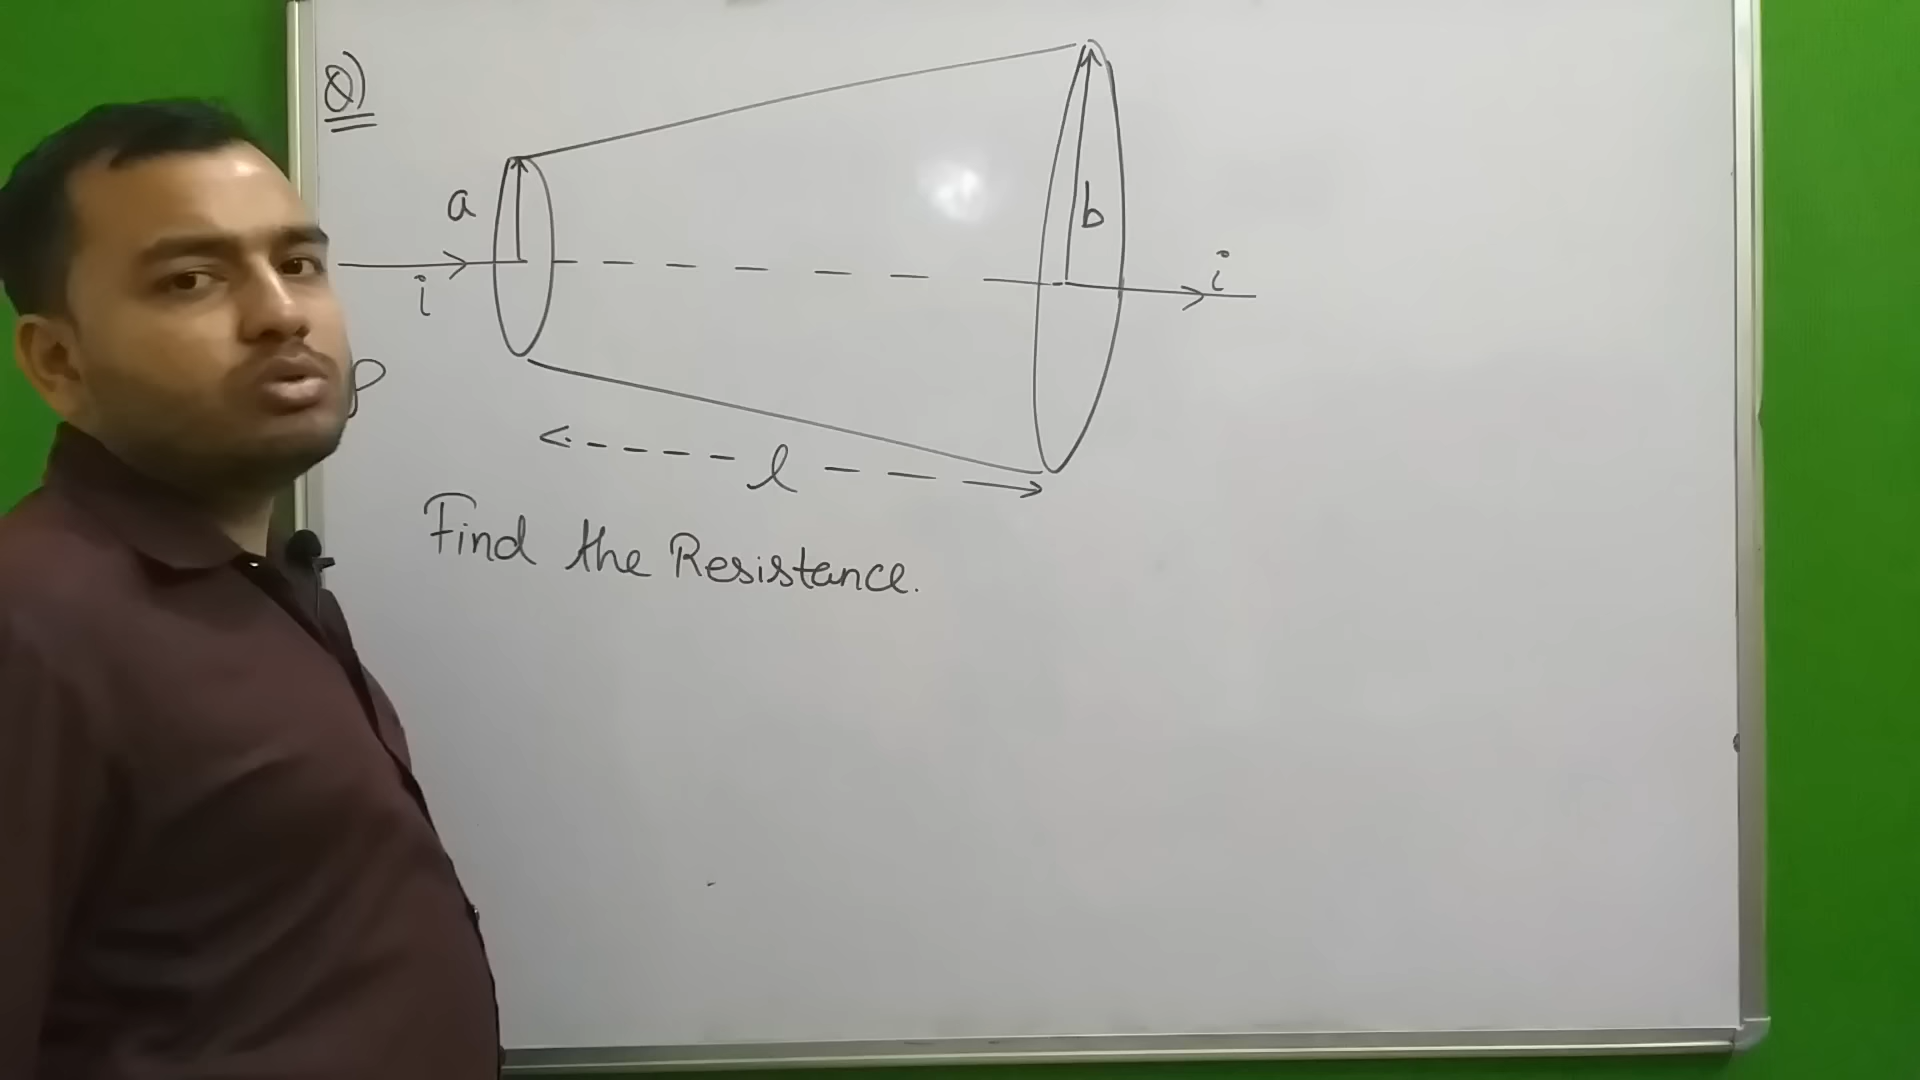 Q)
a
b
i
i
ρ
l
Find the Resistance.